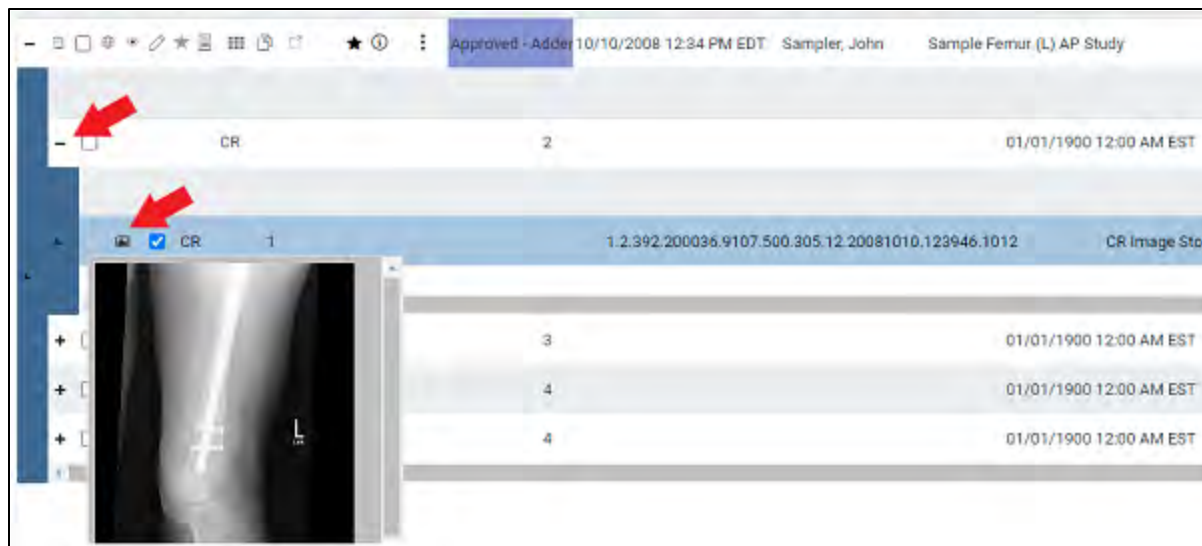 Approved - Adder 10/10/2008 12:34 PM EDT Sampler, John Sample Femur (L) AP Study
CR 2 01/01/1900 12:00 AM EST
CR 1 1.2.392.200036.9107.500.305.12.20081010.123946.1012 CR Image Sto
3 01/01/1900 12:00 AM EST
4 01/01/1900 12:00 AM EST
L
4 01/01/1900 12:00 AM EST